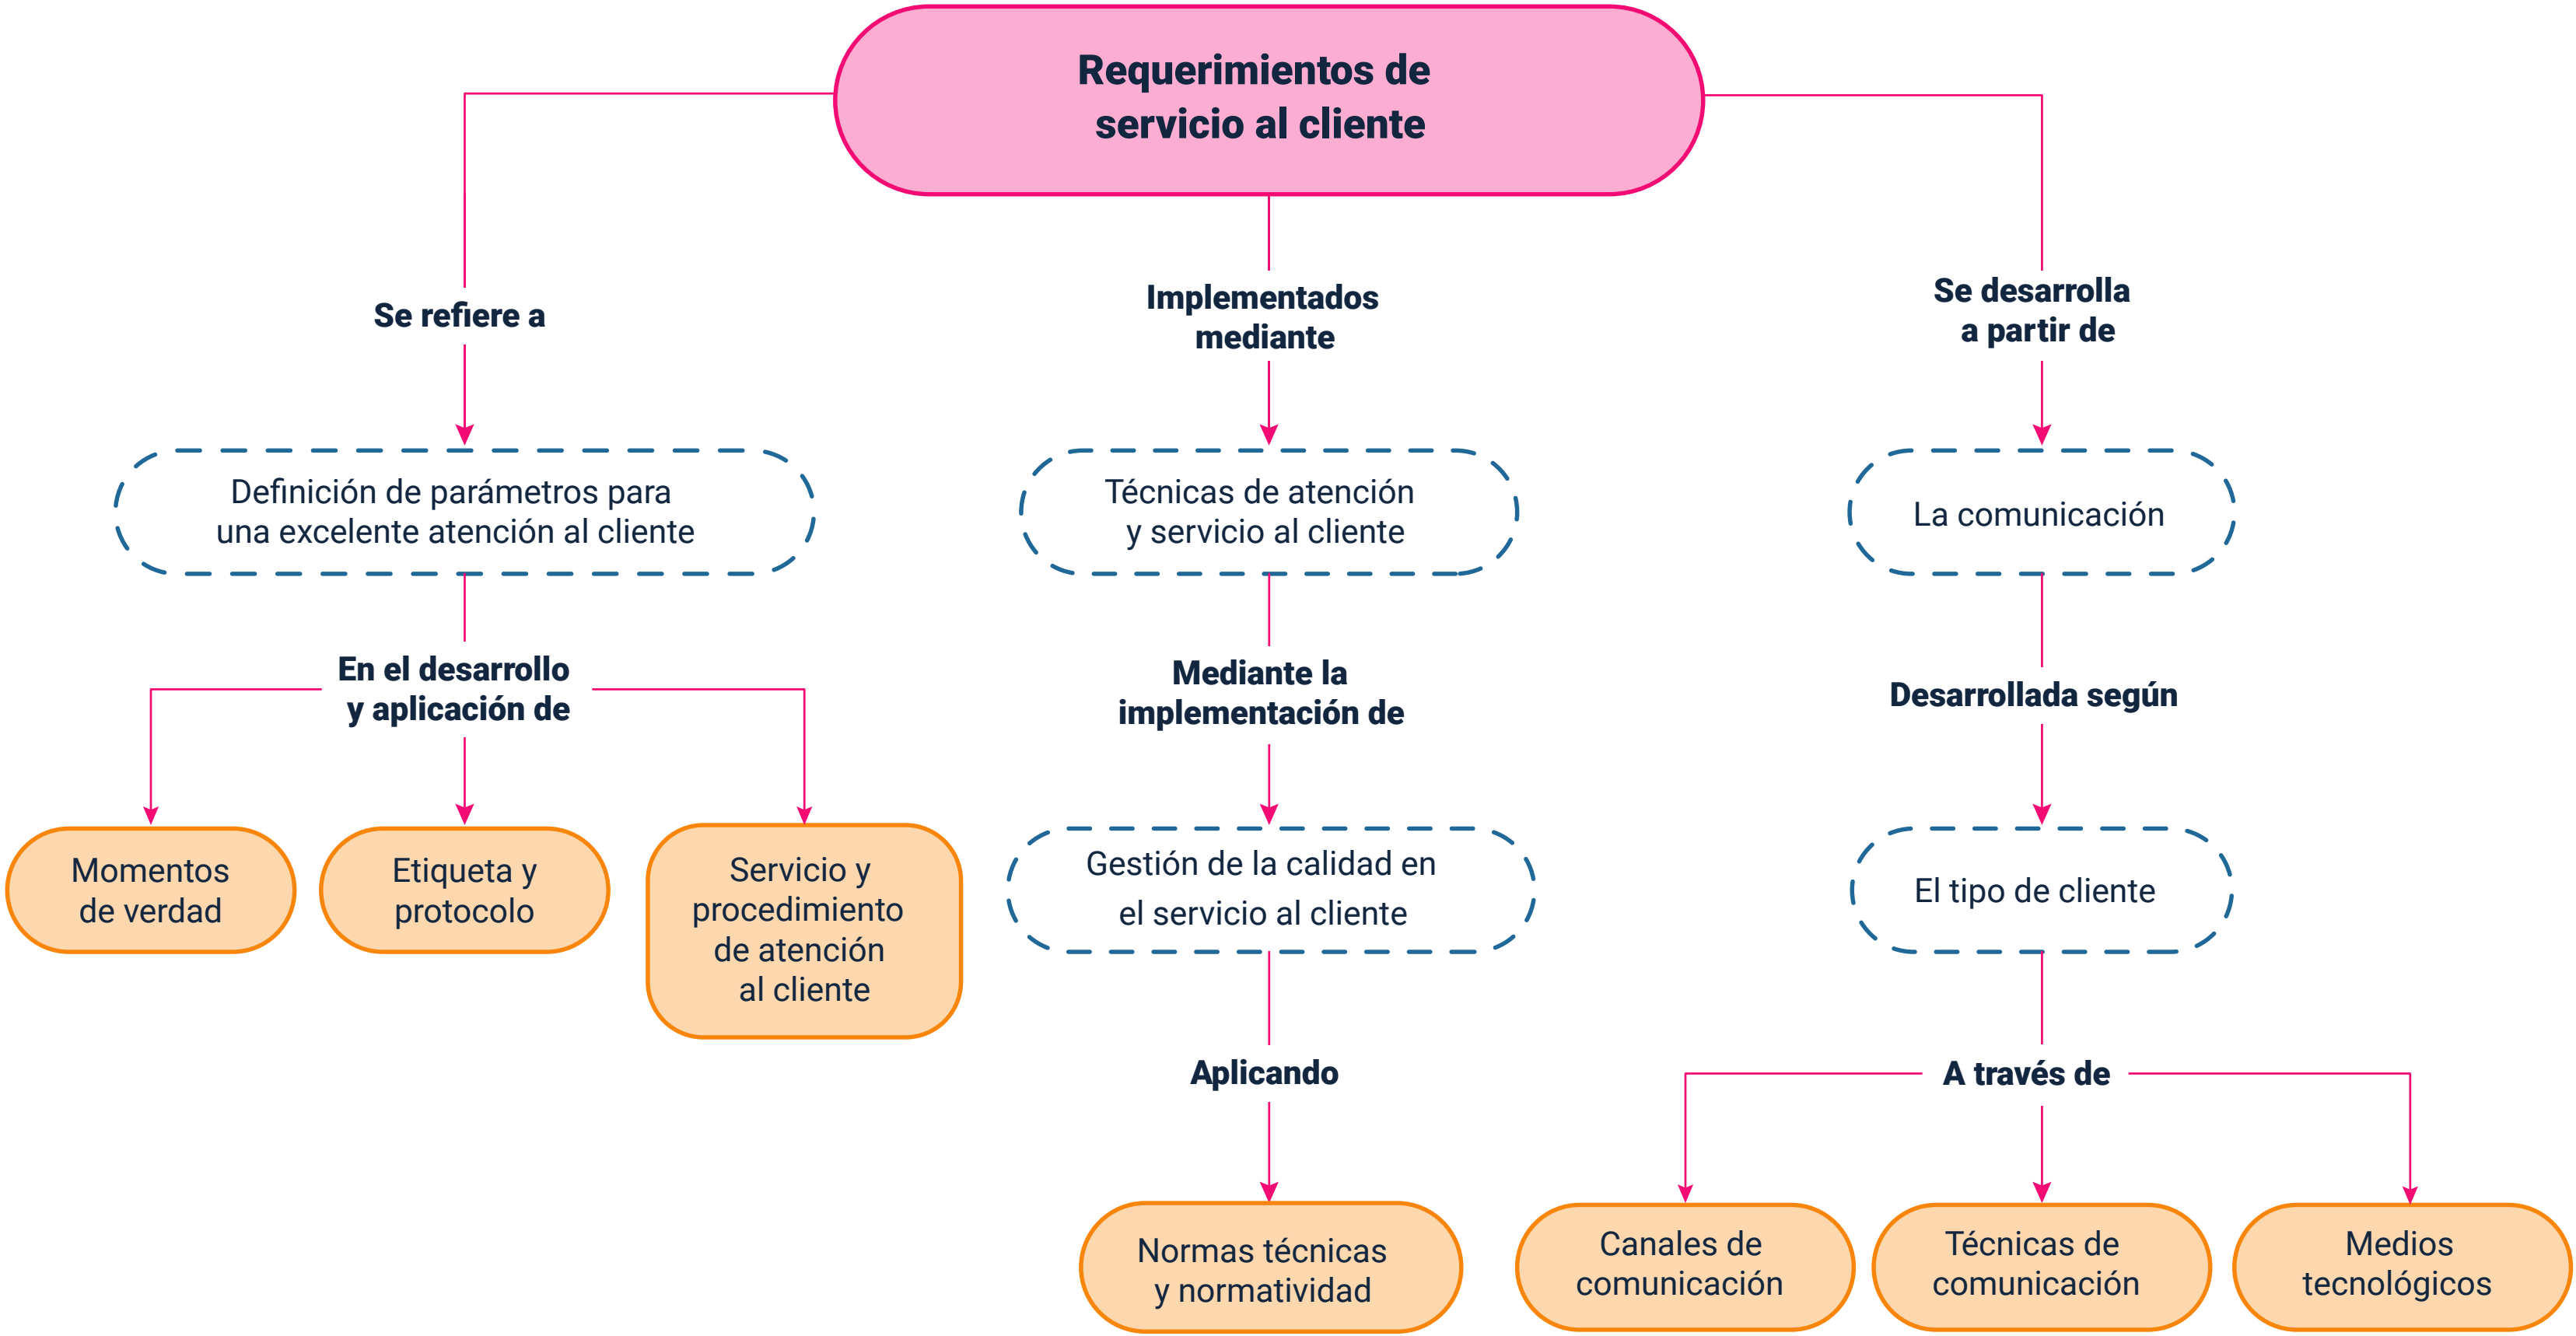 Requerimientos de
servicio al cliente
Se refiere a
Implementados
mediante
Se desarrolla
a partir de
Definición de parámetros para
una excelente atención al cliente
Técnicas de atención
y servicio al cliente
La comunicación
En el desarrollo
y aplicación de
Mediante la
implementación de
Desarrollada según
Momentos
de verdad
Etiqueta y
protocolo
Servicio y
procedimiento
de atención
al cliente
Gestión de la calidad en
el servicio al cliente
El tipo de cliente
Aplicando
A través de
Normas técnicas
y normatividad
Canales de
comunicación
Técnicas de
comunicación
Medios
tecnológicos